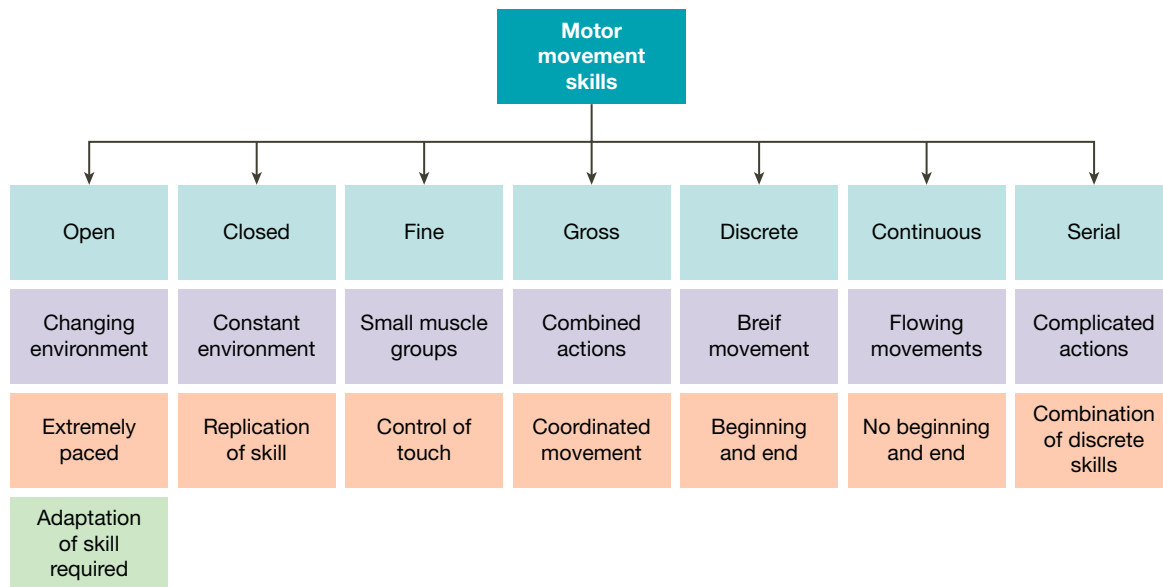 Motor
movement
skills
Open
Closed
Fine
Gross
Discrete
Continuous
Serial
Changing
environment
Constant
environment
Small muscle
groups
Combined
actions
Breif
movement
Flowing
movements
Complicated
actions
Extremely
paced
Replication
of skill
Control of
touch
Coordinated
movement
Beginning
and end
No beginning
and end
Combination
of discrete
skills
Adaptation
of skill
required